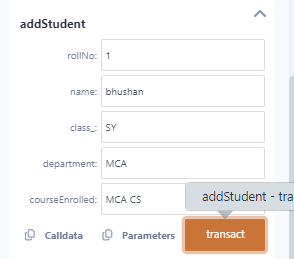 addStudent
rollNo: 1
name: bhushan
class_: SY
department: MCA
courseEnrolled: MCA CS
addStudent - tra
Calldata Parameters transact